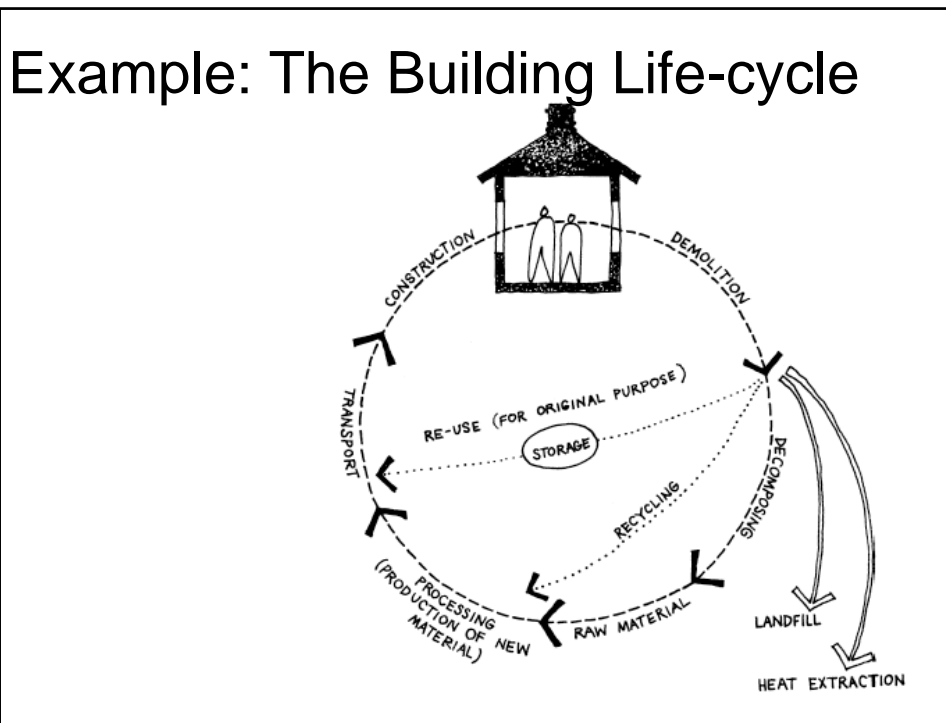 Example: The Building Life-cycle
CONSTRUCTION
DEMOLITION
TRANSPORT
RE-USE (FOR ORIGINAL PURPOSE)
STORAGE
DECOMPOSING
RECYCLING
PROCESSING
(PRODUCTION OF NEW
MATERIAL)
RAW MATERIAL
LANDFILL
HEAT EXTRACTION